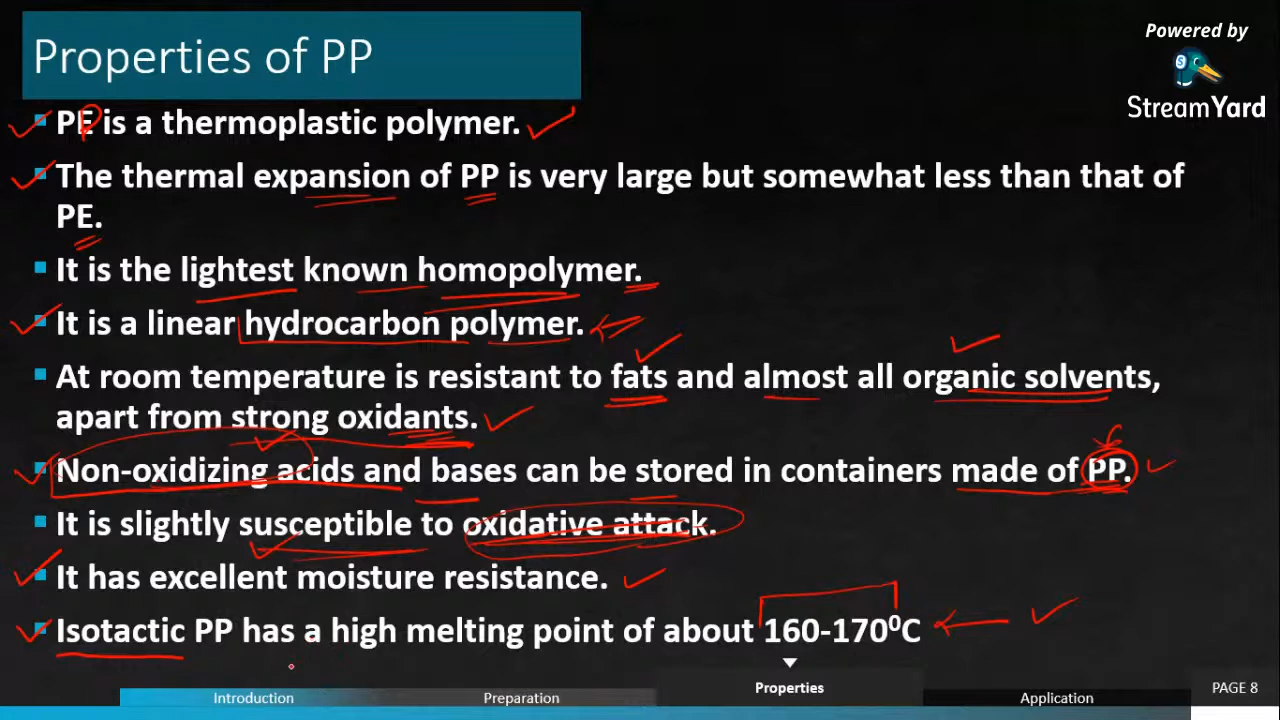 Properties of PP
Powered by
StreamYard
PE is a thermoplastic polymer.
P
The thermal expansion of PP is very large but somewhat less than that of
PE.
It is the lightest known homopolymer.
It is a linear hydrocarbon polymer.
At room temperature is resistant to fats and almost all organic solvents,
apart from strong oxidants.
Non-oxidizing acids and bases can be stored in containers made of PP.
It is slightly susceptible to oxidative attack.
It has excellent moisture resistance.
Isotactic PP has a high melting point of about 160-170⁰C
Introduction
Preparation
Properties
Application
PAGE 8